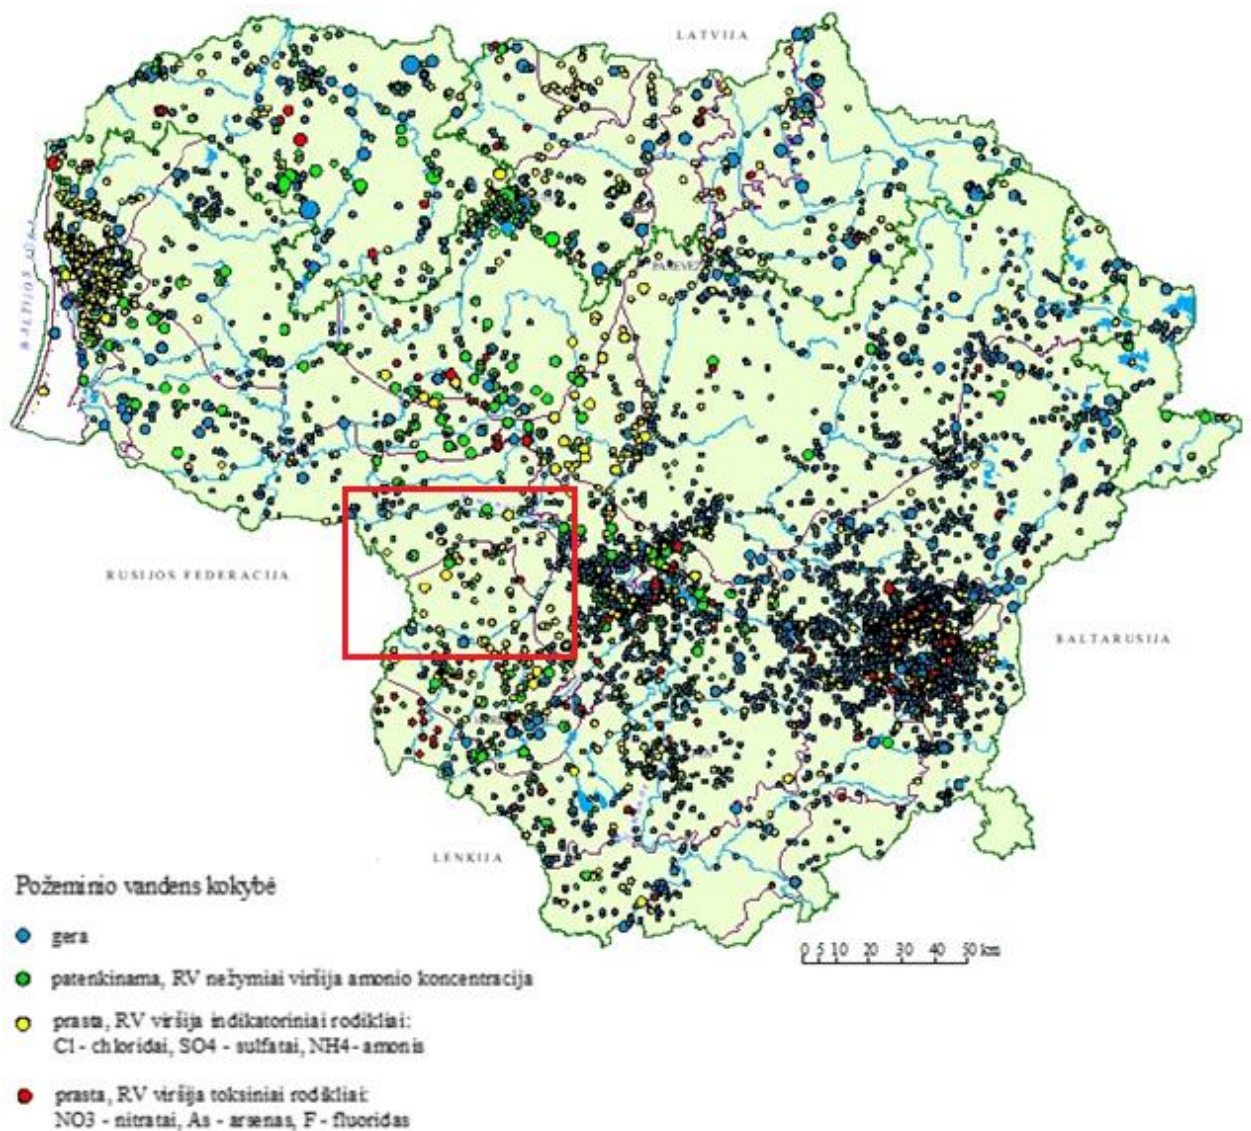 LATVIJA
BALTIJOS JŪRA
RUSIJOS FEDERACIJA
BALTARUSIJA
LENKIJA
Požeminio vandens kokybė
gera
patenkinama, RV nežymiai viršija amonio koncentracija
prasta, RV viršija indikatoriniai rodikliai:
Cl - chloridai, SO4 - sulfatai, NH4- amonis
prasta, RV viršija toksiniai rodikliai:
NO3 - nitratai, As - arsenas, F - fluoridas
0 5 10 20 30 40 50 km